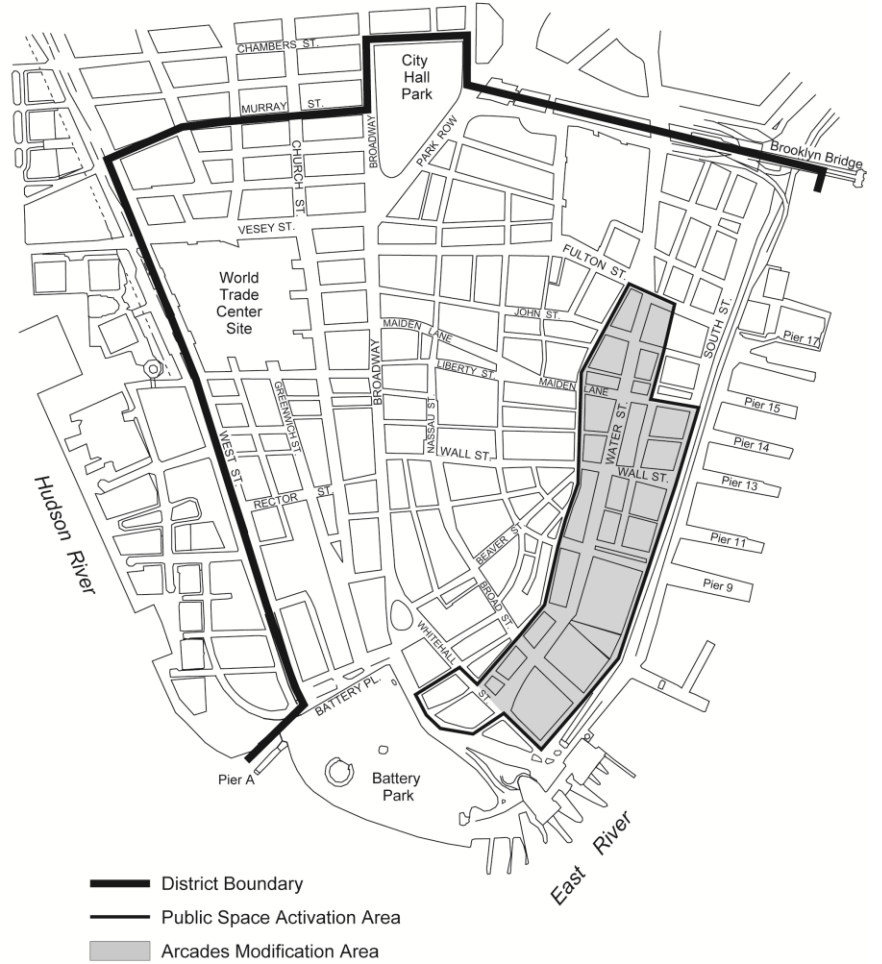 CHAMBERS ST.
City
Hall
Park
MURRAY ST.
BROADWAY
PARK ROW
Brooklyn Bridge
CHURCH ST.
VESEY ST.
FULTON ST.
World
Trade
Center
Site
SOUTH ST.
JOHN ST.
MAIDEN LANE
Pier 17
BROADWAY
LIBERTY ST.
MAIDEN LANE
GREENWICH ST.
NASSAU ST.
Pier 15
WATER ST.
WEST ST.
WALL ST.
Pier 14
WALL ST.
Pier 13
RECTOR ST.
Hudson River
Pier 11
BEAVER ST.
Pier 9
BROAD ST.
WHITEHALL ST.
BATTERY PL.
Pier A
Battery
Park
East River
District Boundary
Public Space Activation Area
Arcades Modification Area